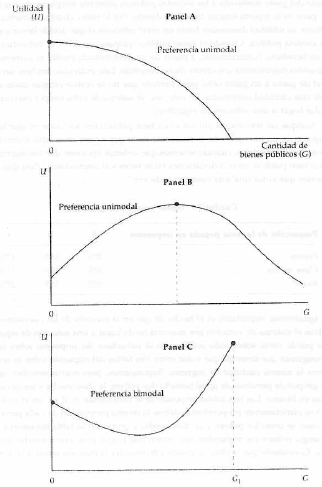 Utilidad
(U)
Panel A
Preferencia unimodal
0
Cantidad de
bienes públicos (G)
U
Panel B
Preferencia unimodal
0
G
U
Panel C
Preferencia bimodal
0
G₁
G